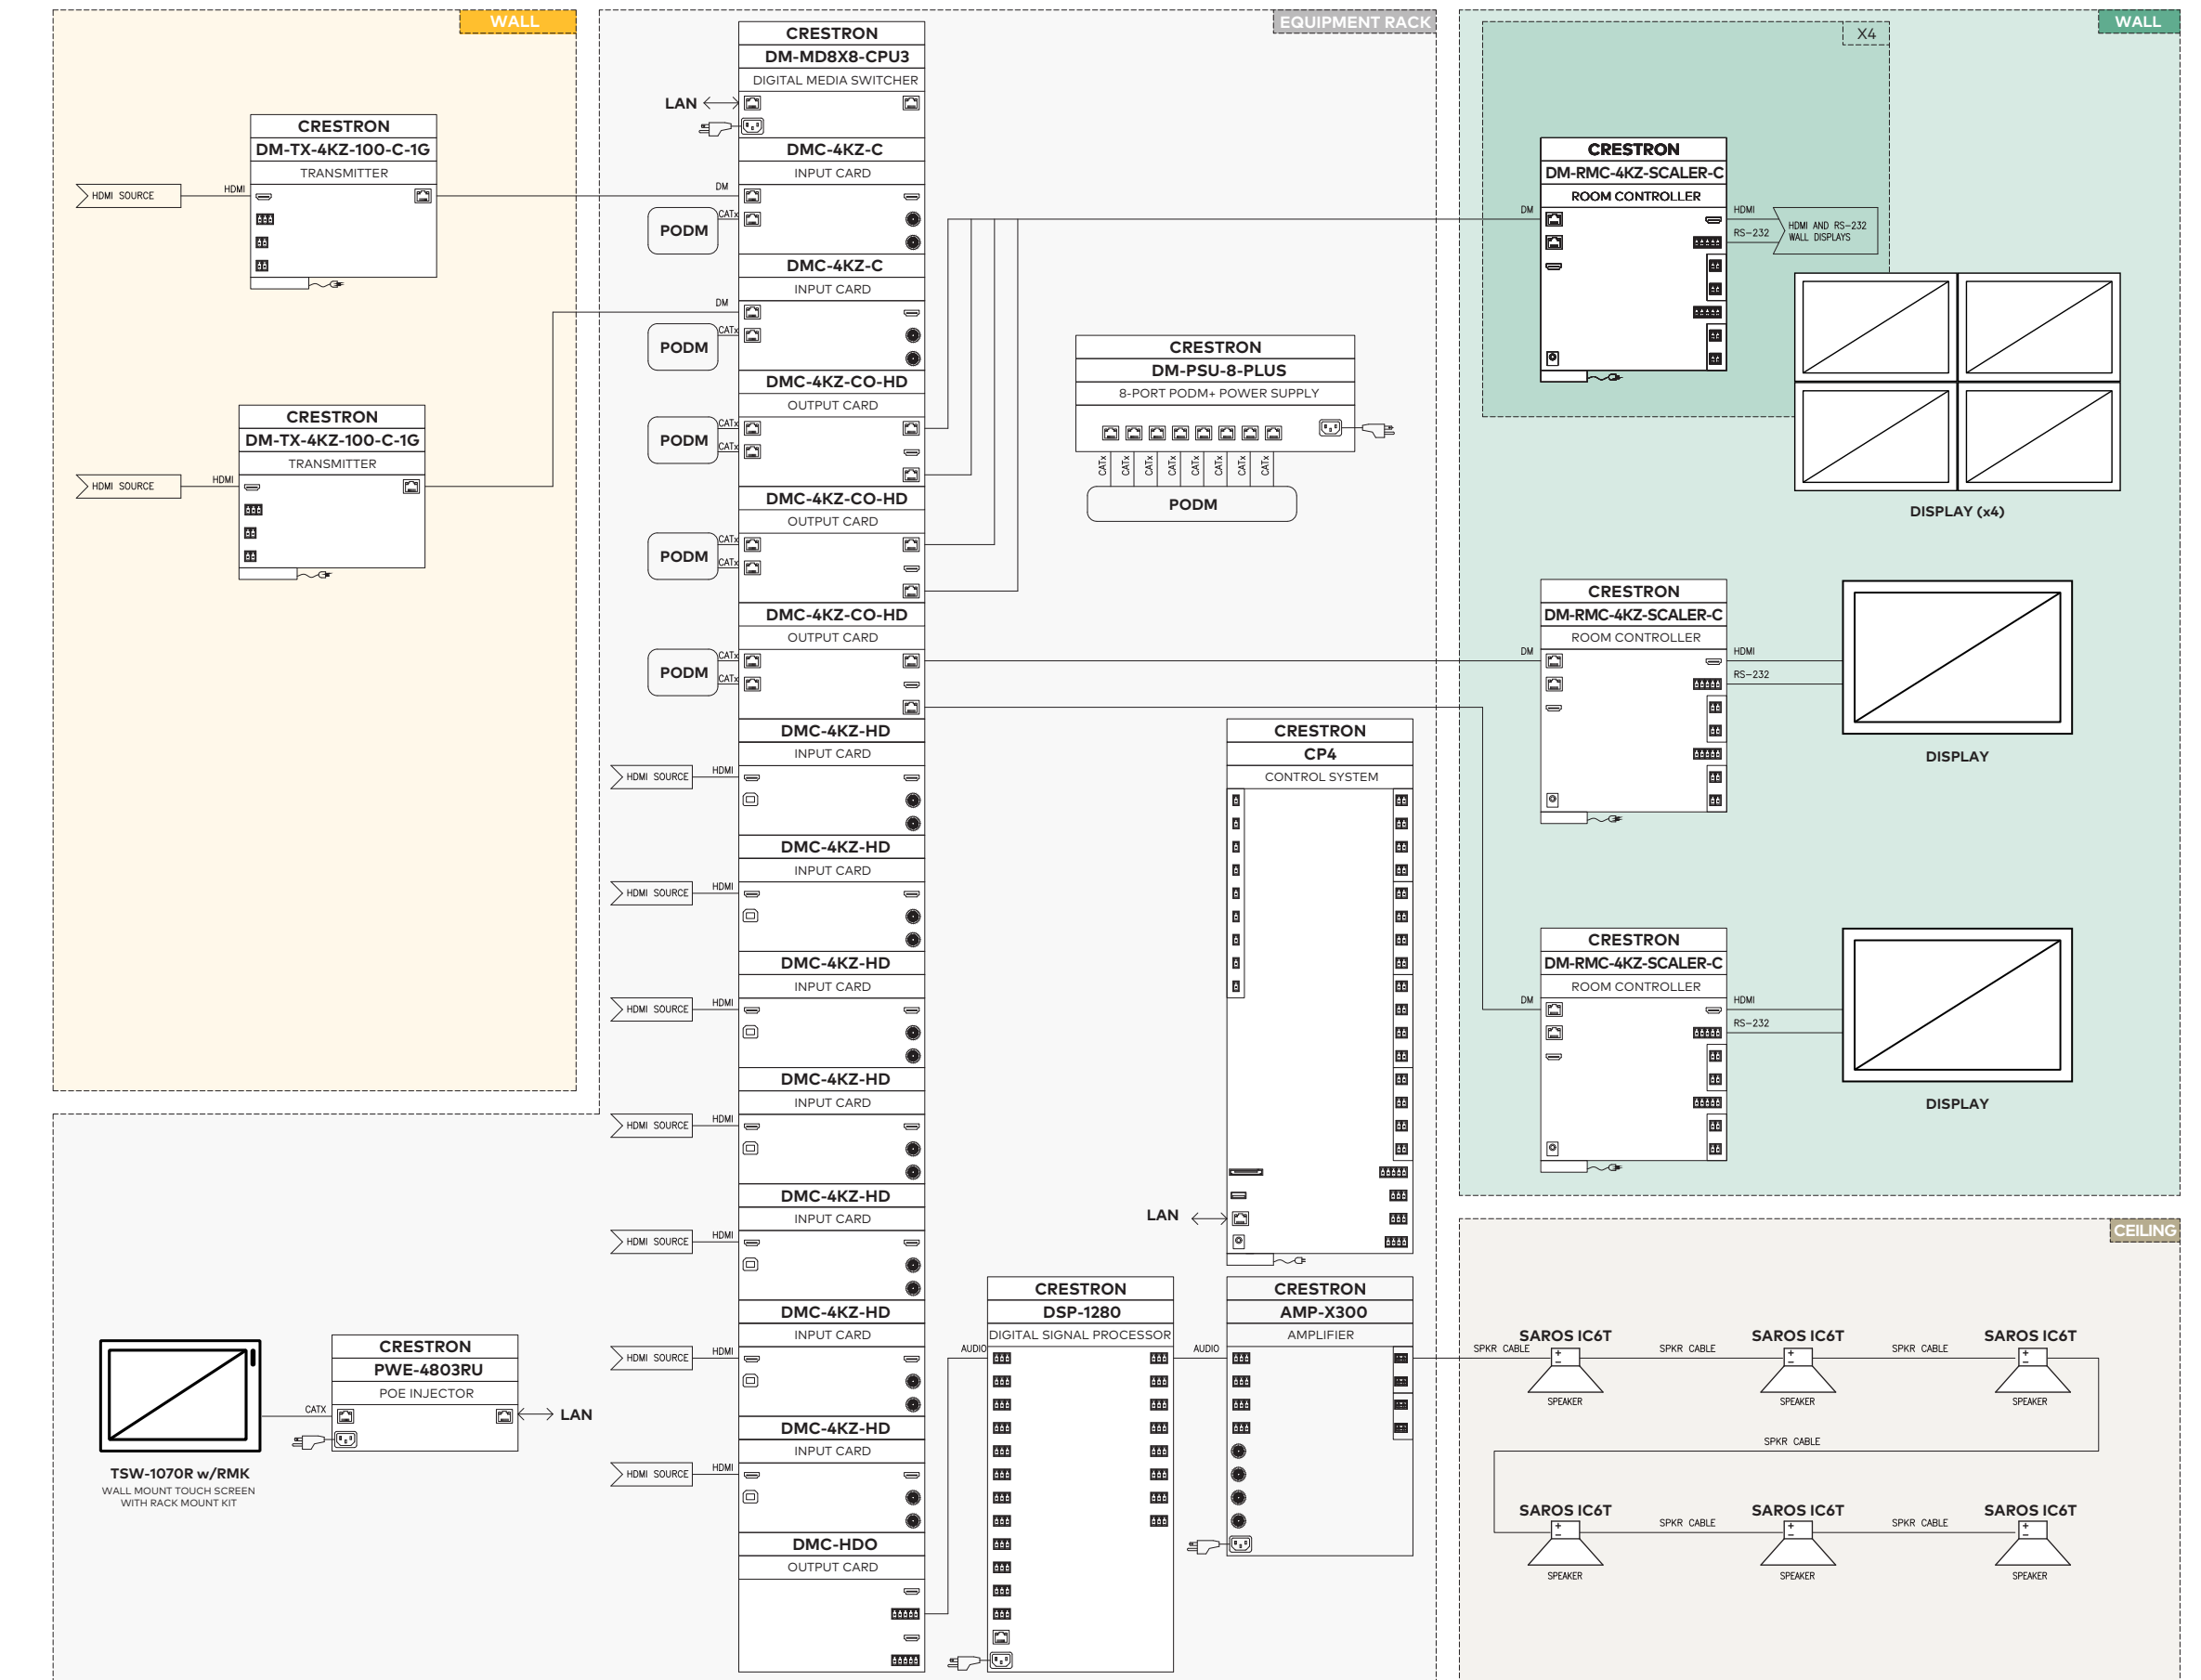 WALL
CRESTRON
DM-TX-4KZ-100-C-1G
TRANSMITTER
HDMI SOURCE
HDMI
CRESTRON
DM-TX-4KZ-100-C-1G
TRANSMITTER
HDMI SOURCE
HDMI
EQUIPMENT RACK
CRESTRON
DM-MD8X8-CPU3
DIGITAL MEDIA SWITCHER
LAN
DMC-4KZ-C
INPUT CARD
DM
CATx
PODM
DMC-4KZ-C
INPUT CARD
DM
CATx
PODM
DMC-4KZ-CO-HD
OUTPUT CARD
CATx
PODM
CATx
DMC-4KZ-CO-HD
OUTPUT CARD
CATx
PODM
CATx
DMC-4KZ-CO-HD
OUTPUT CARD
CATx
PODM
CATx
DMC-4KZ-HD
INPUT CARD
HDMI SOURCE
HDMI
DMC-4KZ-HD
INPUT CARD
HDMI SOURCE
HDMI
DMC-4KZ-HD
INPUT CARD
HDMI SOURCE
HDMI
DMC-4KZ-HD
INPUT CARD
HDMI SOURCE
HDMI
DMC-4KZ-HD
INPUT CARD
HDMI SOURCE
HDMI
DMC-4KZ-HD
INPUT CARD
HDMI SOURCE
HDMI
DMC-4KZ-HD
INPUT CARD
HDMI SOURCE
HDMI
DMC-HDO
OUTPUT CARD
CRESTRON
DM-PSU-8-PLUS
8-PORT PODM+ POWER SUPPLY
CATx
CATx
CATx
CATx
CATx
CATx
CATx
CATx
PODM
CRESTRON
CP4
CONTROL SYSTEM
LAN
CRESTRON
DSP-1280
DIGITAL SIGNAL PROCESSOR
AUDIO
CRESTRON
AMP-X300
AMPLIFIER
AUDIO
CRESTRON
PWE-4803RU
POE INJECTOR
CATX
LAN
TSW-1070R w/RMK
WALL MOUNT TOUCH SCREEN
WITH RACK MOUNT KIT
WALL
X4
CRESTRON
DM-RMC-4KZ-SCALER-C
ROOM CONTROLLER
DM
HDMI
RS-232
HDMI AND RS-232
WALL DISPLAYS
DISPLAY (x4)
CRESTRON
DM-RMC-4KZ-SCALER-C
ROOM CONTROLLER
DM
HDMI
RS-232
DISPLAY
CRESTRON
DM-RMC-4KZ-SCALER-C
ROOM CONTROLLER
DM
HDMI
RS-232
DISPLAY
CEILING
SAROS IC6T
SAROS IC6T
SAROS IC6T
SPKR CABLE
+
−
SPKR CABLE
+
−
SPKR CABLE
+
−
SPEAKER
SPEAKER
SPEAKER
SPKR CABLE
SAROS IC6T
SAROS IC6T
SAROS IC6T
+
−
SPKR CABLE
+
−
SPKR CABLE
+
−
SPEAKER
SPEAKER
SPEAKER